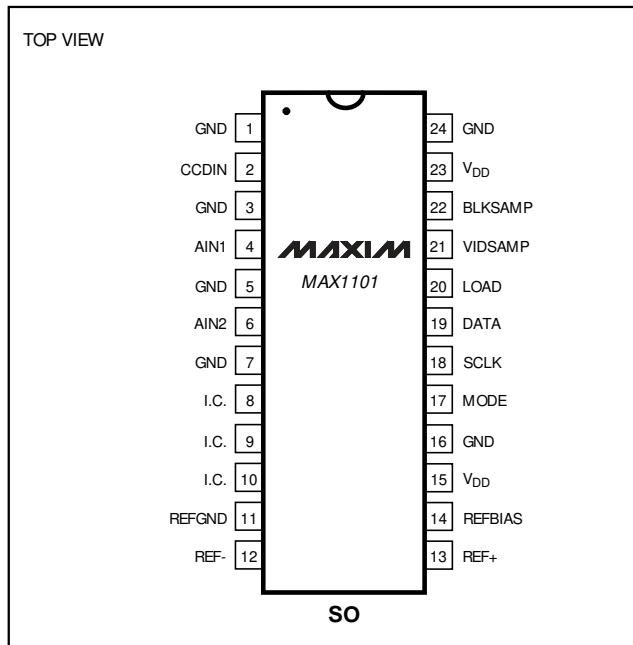 TOP VIEW
GND 1 24 GND
CCDIN 2 23 VDD
GND 3 22 BLKSAMP
AIN1 4 MAXIM 21 VIDSAMP
GND 5 MAX1101 20 LOAD
AIN2 6 19 DATA
GND 7 18 SCLK
I.C. 8 17 MODE
I.C. 9 16 GND
I.C. 10 15 VDD
REFGND 11 14 REFBIAS
REF- 12 13 REF+
SO